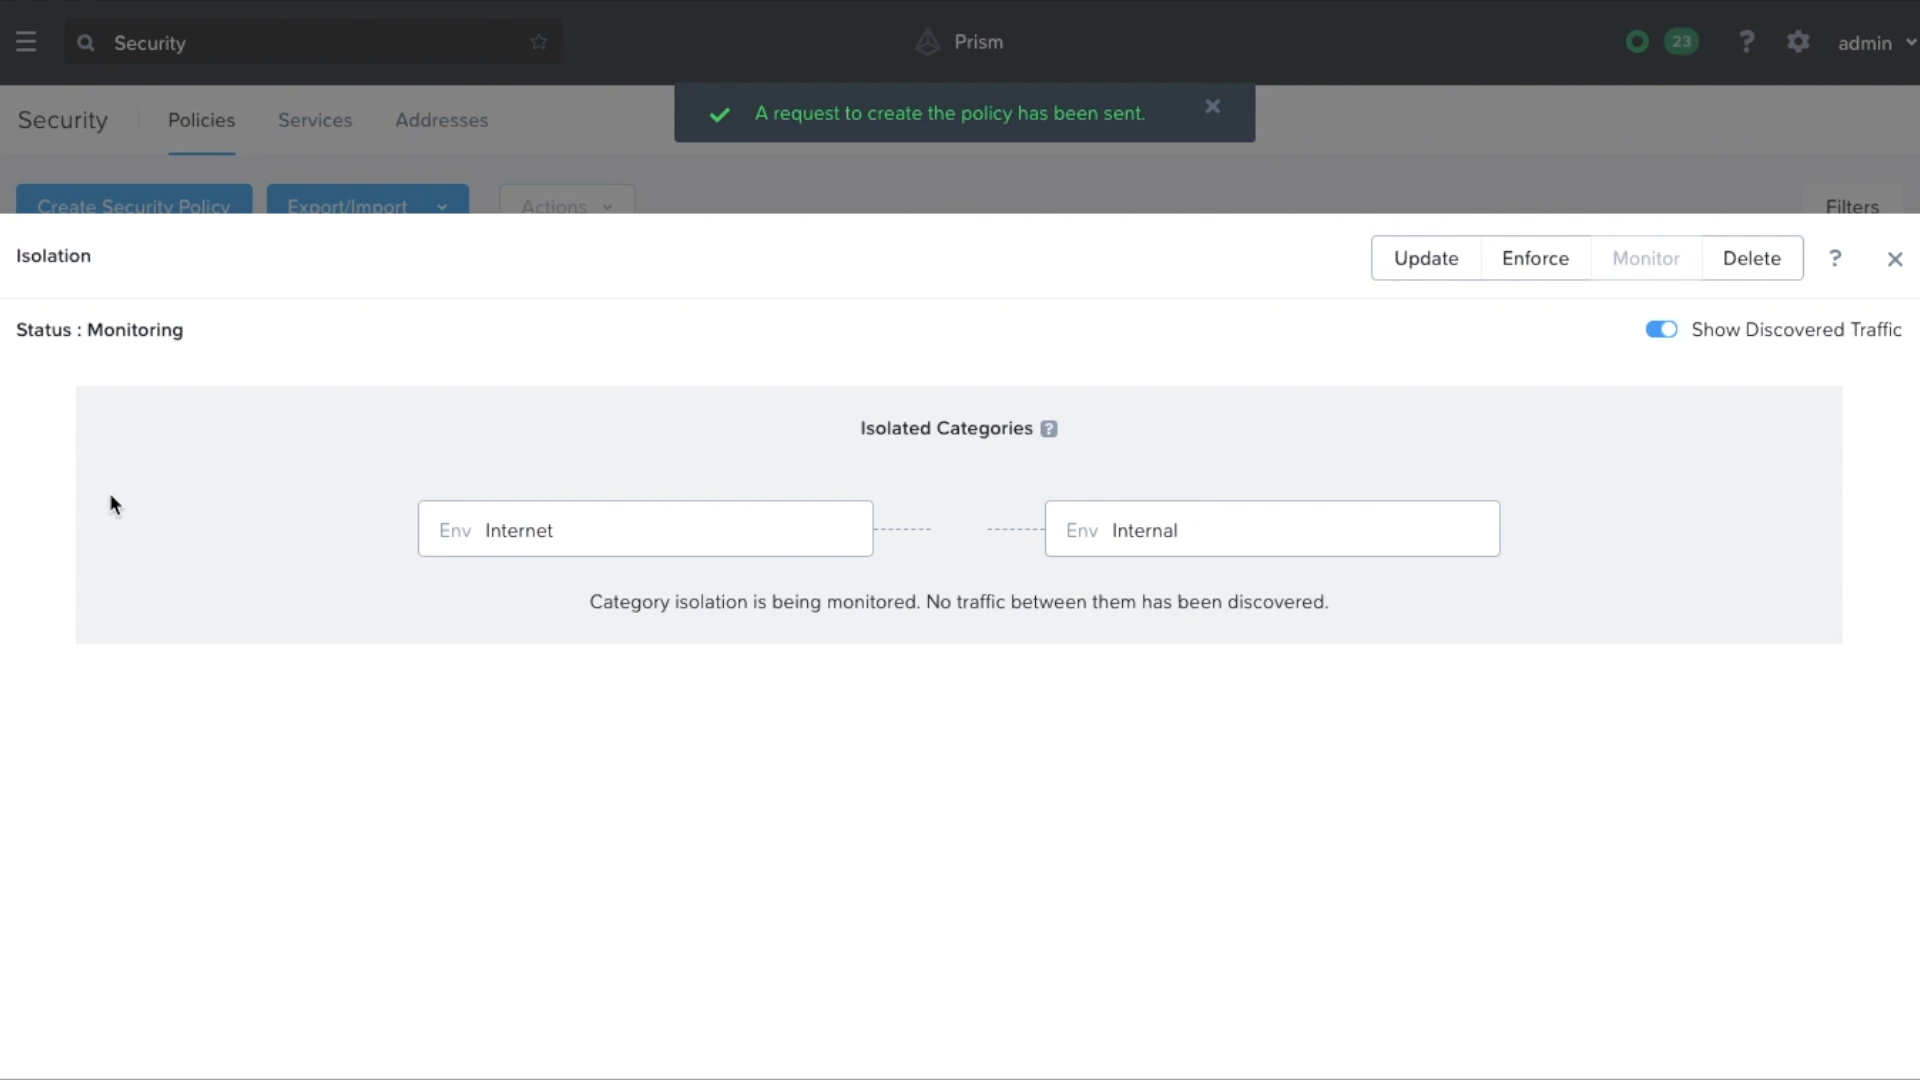 Security
Prism
23
?
admin
Security
Policies
Services
Addresses
A request to create the policy has been sent.
Create Security Policy
Export/Import
Actions
Filters
Isolation
Update
Enforce
Monitor
Delete
?
Status : Monitoring
Show Discovered Traffic
Isolated Categories ?
Env Internet
Env Internal
Category isolation is being monitored. No traffic between them has been discovered.